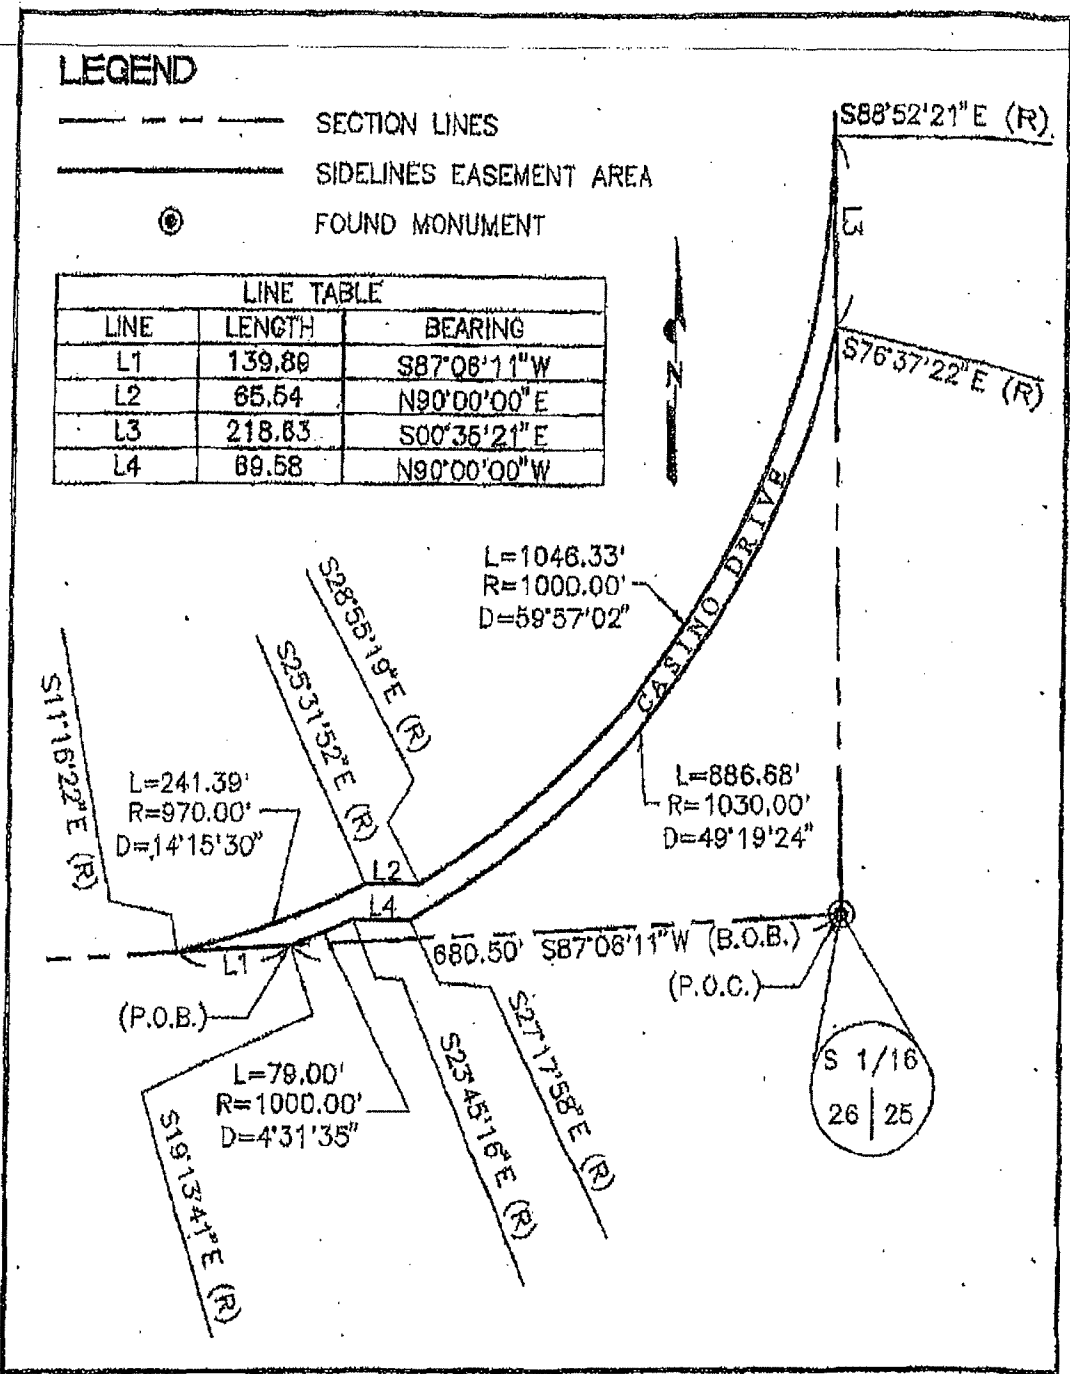 LEGEND
SECTION LINES
SIDELINES EASEMENT AREA
FOUND MONUMENT
LINE TABLE
LINE LENGTH BEARING
L1 139.89 S87°06'11"W
L2 65.54 N90°00'00"E
L3 218.63 S00°35'21"E
L4 69.58 N90°00'00"W
N
S88°52'21"E (R)
L3
S76°37'22"E (R)
L=1046.33'
R=1000.00'
D=59°57'02"
CASINO DRIVE
S28°55'19"E (R)
S25°31'52"E (R)
S11°16'22"E (R)
L=241.39'
R=970.00'
D=14°15'30"
L=886.68'
R=1030.00'
D=49°19'24"
L2
L4
L1
680.50' S87°06'11"W (B.O.B.)
(P.O.C.)
(P.O.B.)
S 1/16
26 | 25
L=79.00'
R=1000.00'
D=4°31'35"
S19°13'41"E (R)
S23°45'16"E (R)
S27°17'58"E (R)